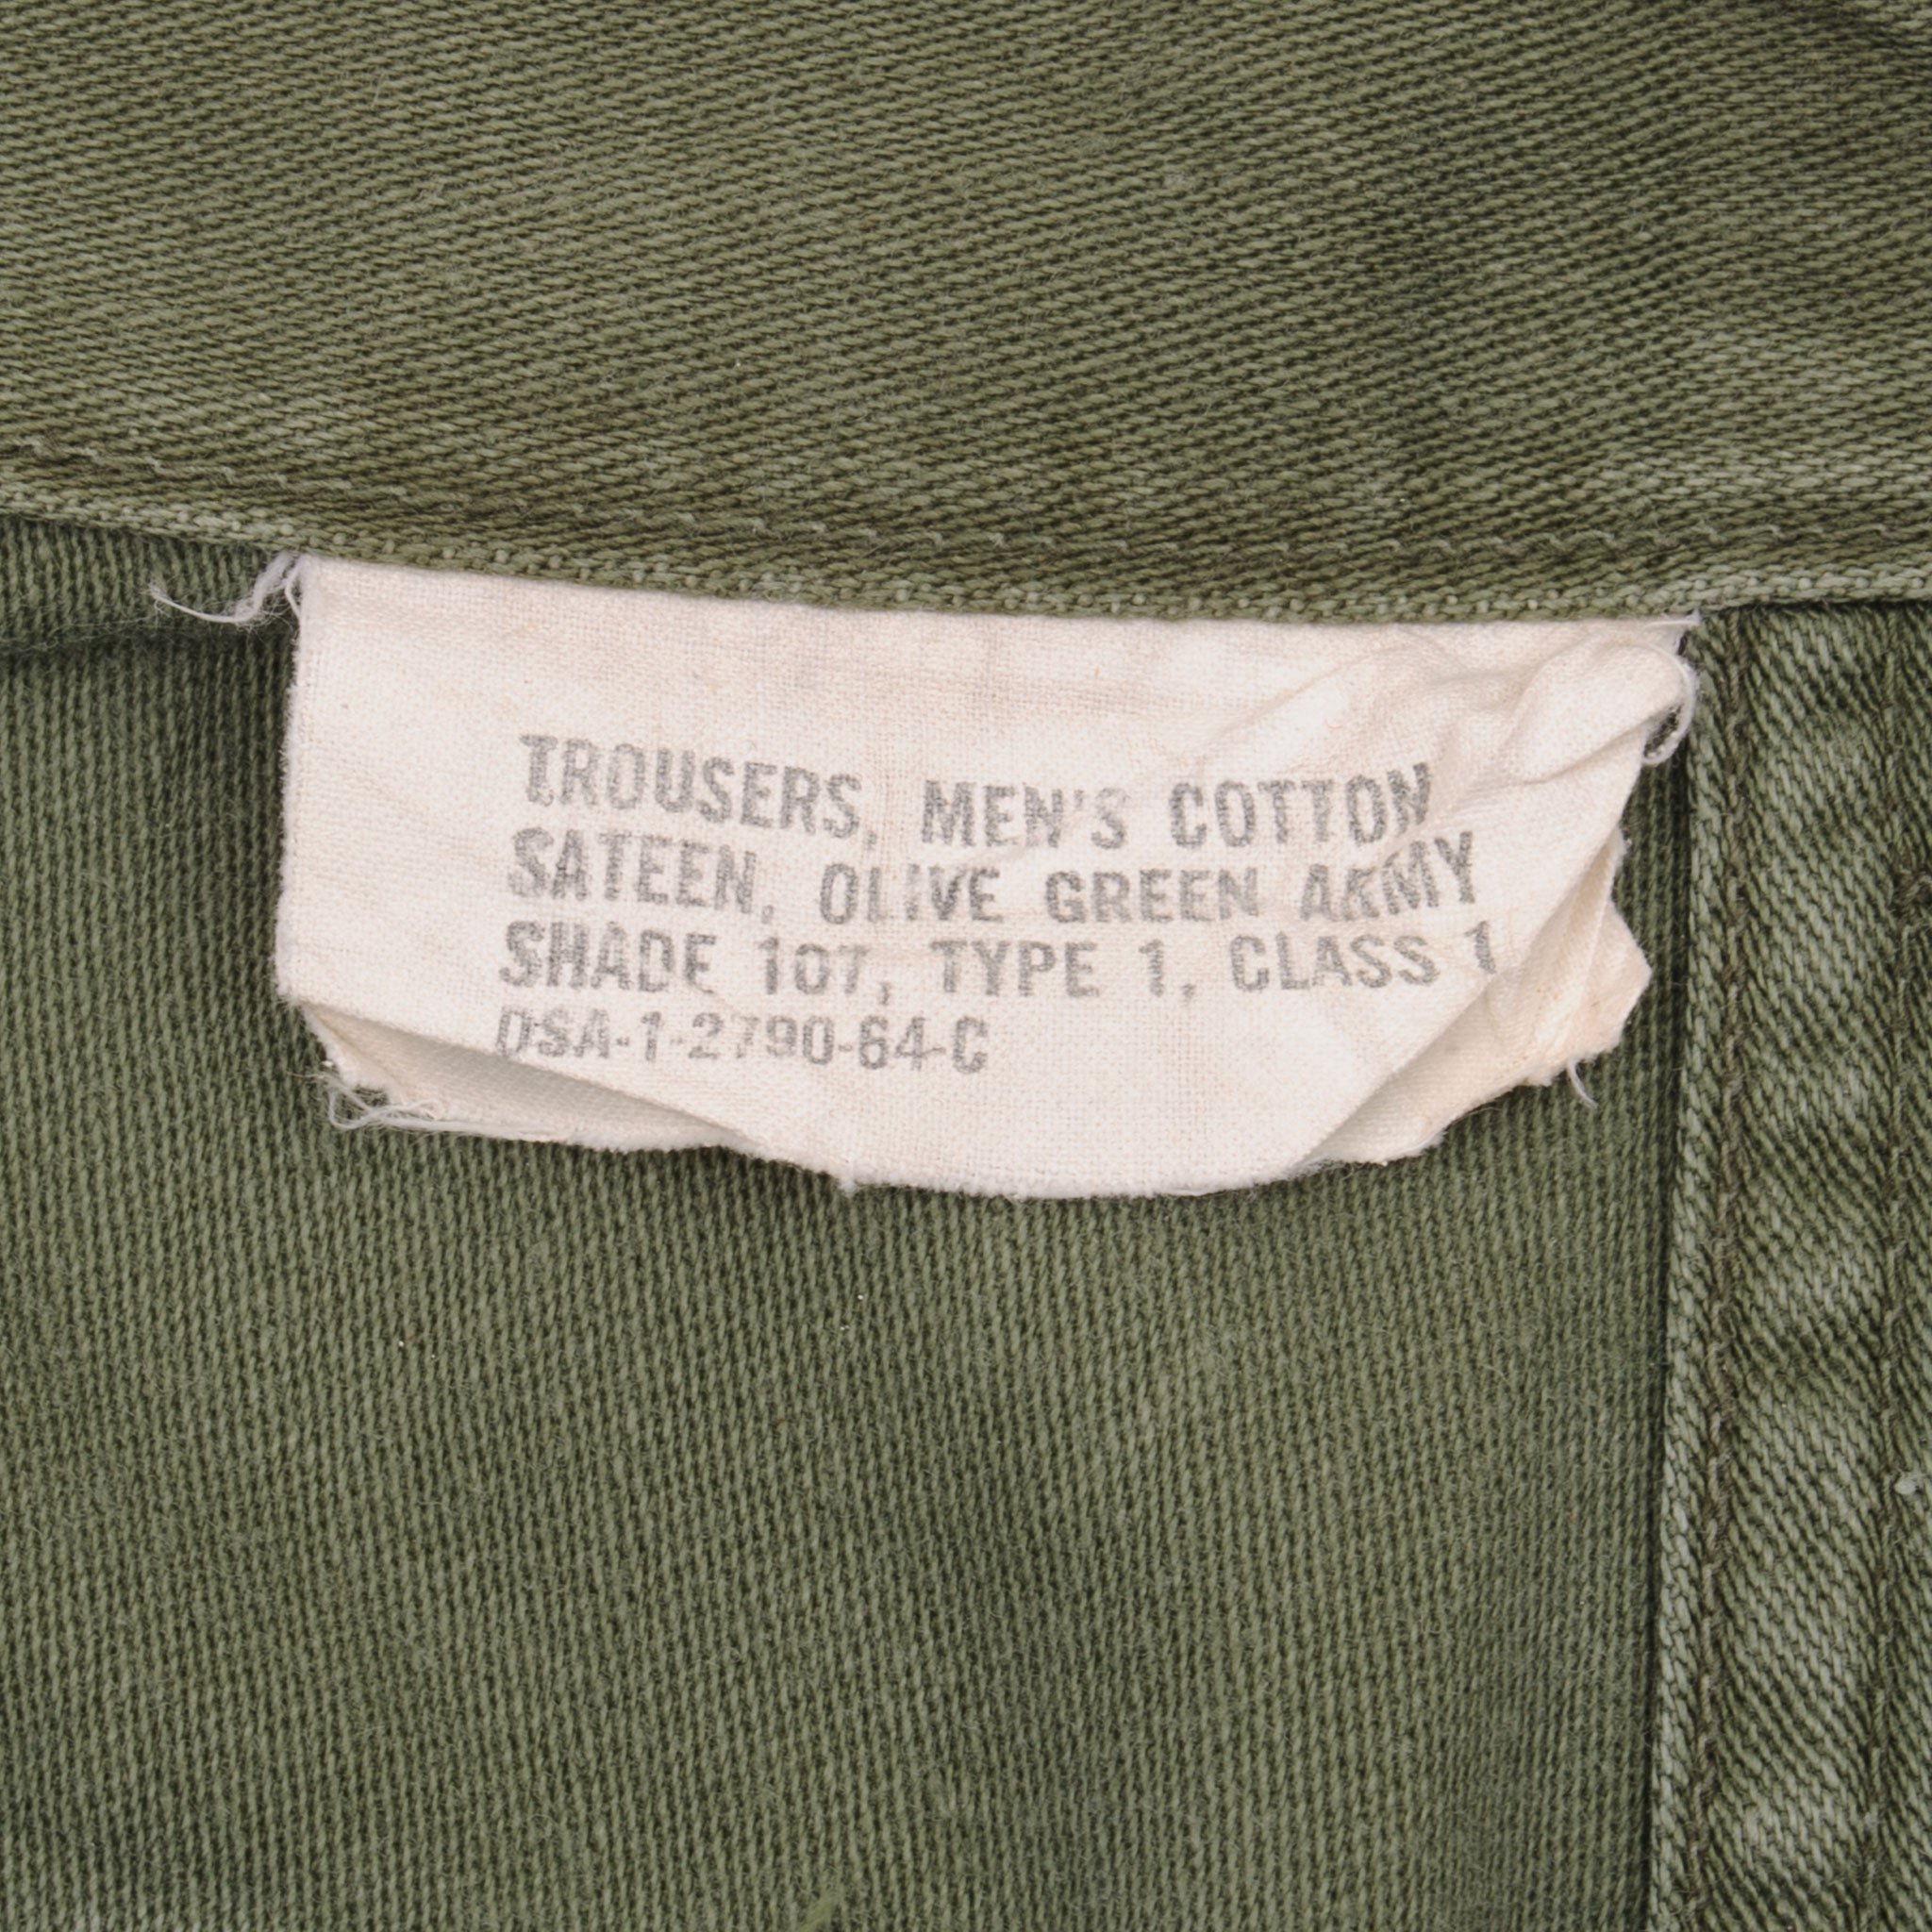 TROUSERS, MEN'S COTTON
SATEEN, OLIVE GREEN ARMY
SHADE 107, TYPE 1, CLASS 1
DSA-1-2790-64-C